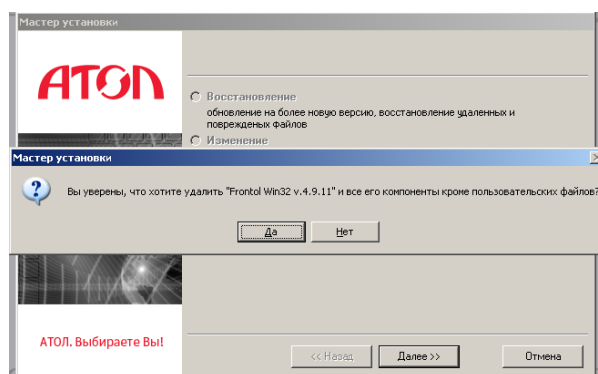 Мастер установки
АТОЛ
Восстановление
обновление на более новую версию, восстановление удаленных и
поврежденых файлов
Изменение
Мастер установки
Вы уверены, что хотите удалить "Frontol Win32 v.4.9.11" и все его компоненты кроме пользовательских файлов?
Да
Нет
АТОЛ. Выбираете Вы!
<< Назад
Далее >>
Отмена